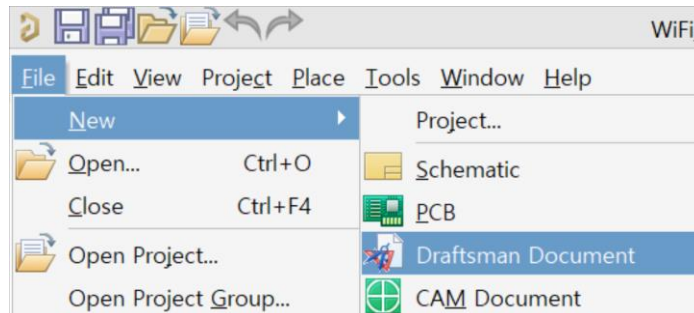 WiFi
File Edit View Project Place Tools Window Help
New
Project...
Open... Ctrl+O
Schematic
Close Ctrl+F4
PCB
Open Project...
Draftsman Document
Open Project Group...
CAM Document